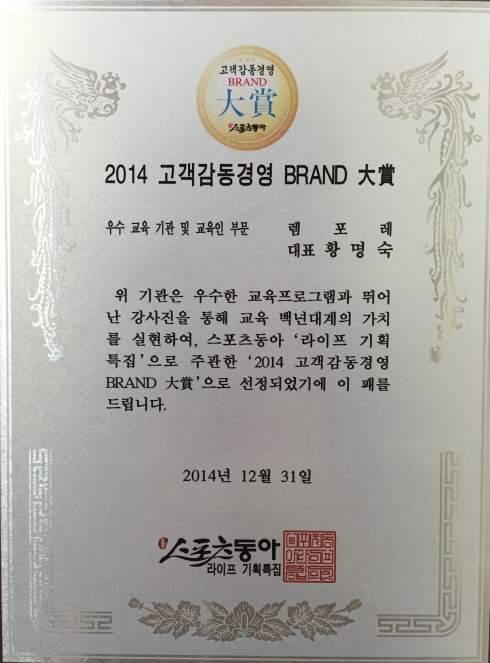 고객감동경영
BRAND
大賞
스포츠동아
2014 고객감동경영 BRAND 大賞
우수 교육 기관 및 교육인 부문
렘 포 레
대표 황 명 숙
위 기관은 우수한 교육프로그램과 뛰어
난 강사진을 통해 교육 백년대계의 가치
를 실현하여, 스포츠동아 ‘라이프 기획
특집’으로 주관한 ‘2014 고객감동경영
BRAND 大賞’으로 선정되었기에 이 패를
드립니다.
2014년 12월 31일
스포츠동아
라이프 기획특집